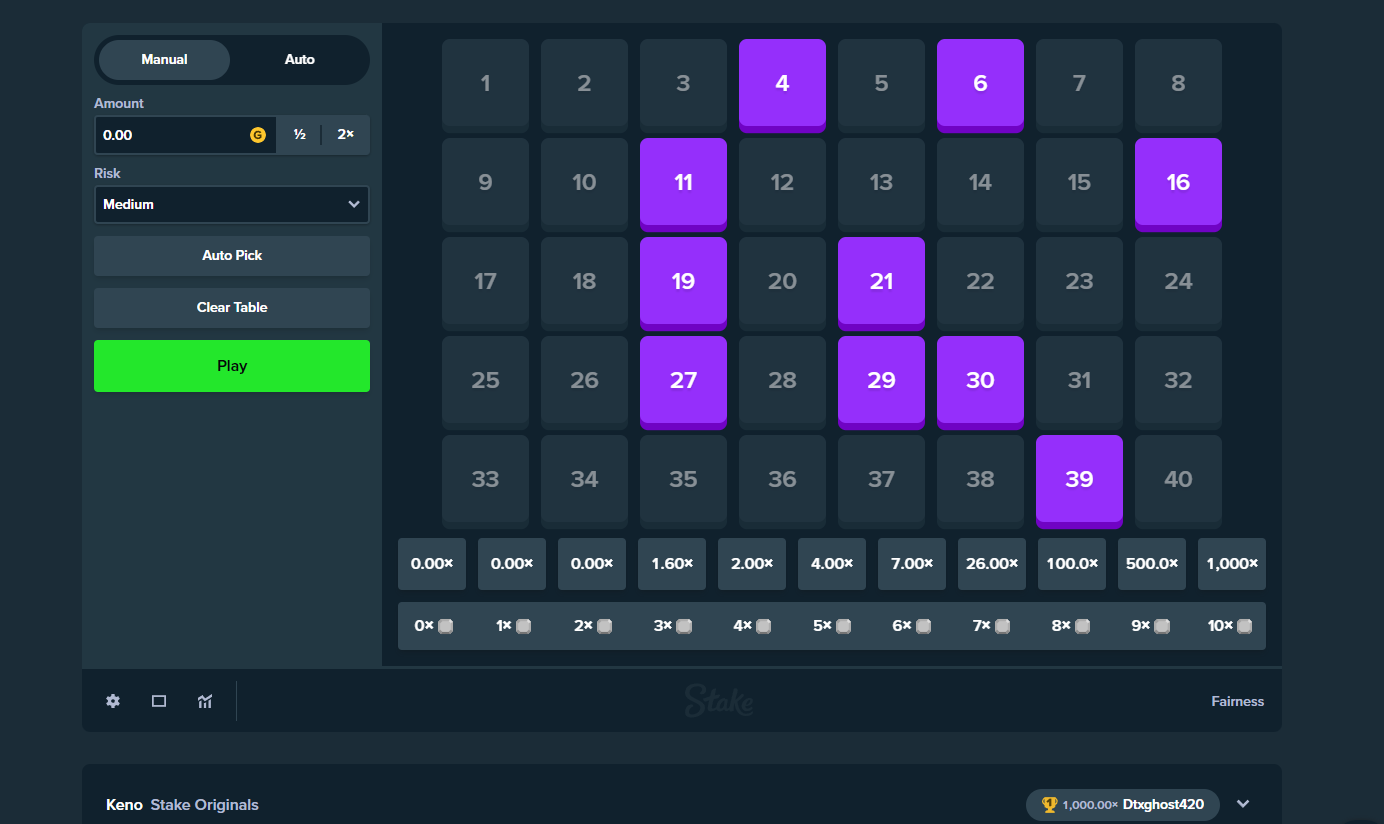 Manual Auto
Amount
0.00 G ½ 2×
Risk
Medium
Auto Pick
Clear Table
Play
1 2 3 4 5 6 7 8
9 10 11 12 13 14 15 16
17 18 19 20 21 22 23 24
25 26 27 28 29 30 31 32
33 34 35 36 37 38 39 40
0.00× 0.00× 0.00× 1.60× 2.00× 4.00× 7.00× 26.00× 100.0× 500.0× 1,000×
0× 1× 2× 3× 4× 5× 6× 7× 8× 9× 10×
Stake
Fairness
Keno Stake Originals
1 1,000.00× Dtxghost420